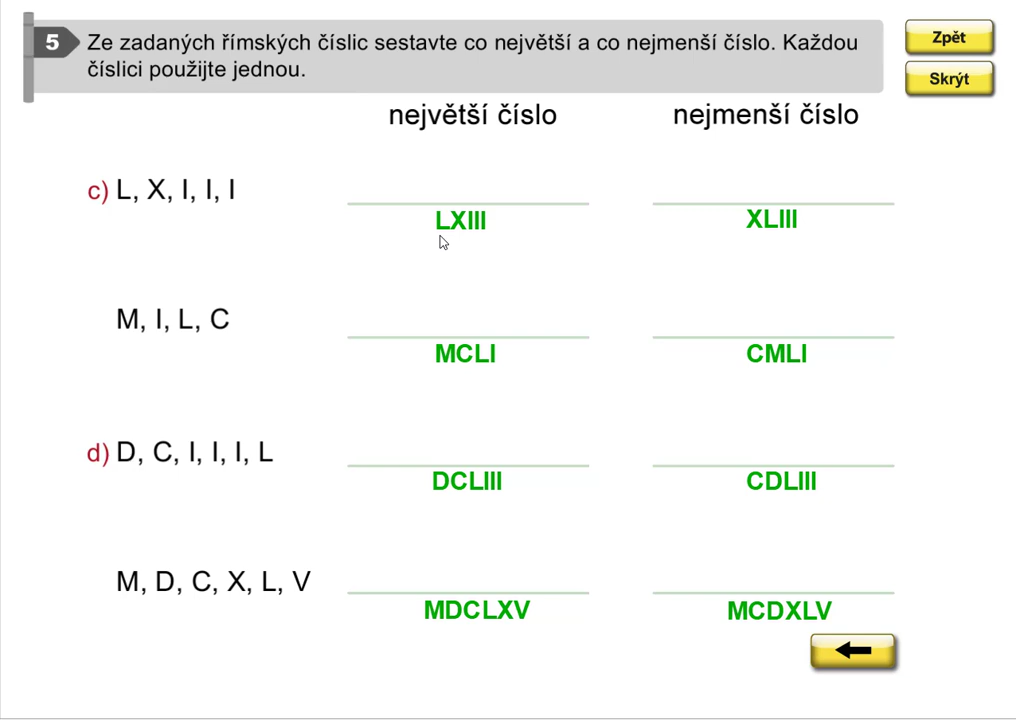 5 Ze zadaných římských číslic sestavte co největší a co nejmenší číslo. Každou
číslici použijte jednou.
Zpět
Skrýt
největší číslo nejmenší číslo
c) L, X, I, I, I
LXIII XLIII
M, I, L, C
MCLI CMLI
d) D, C, I, I, I, L
DCLIII CDLIII
M, D, C, X, L, V
MDCLXV MCDXLV